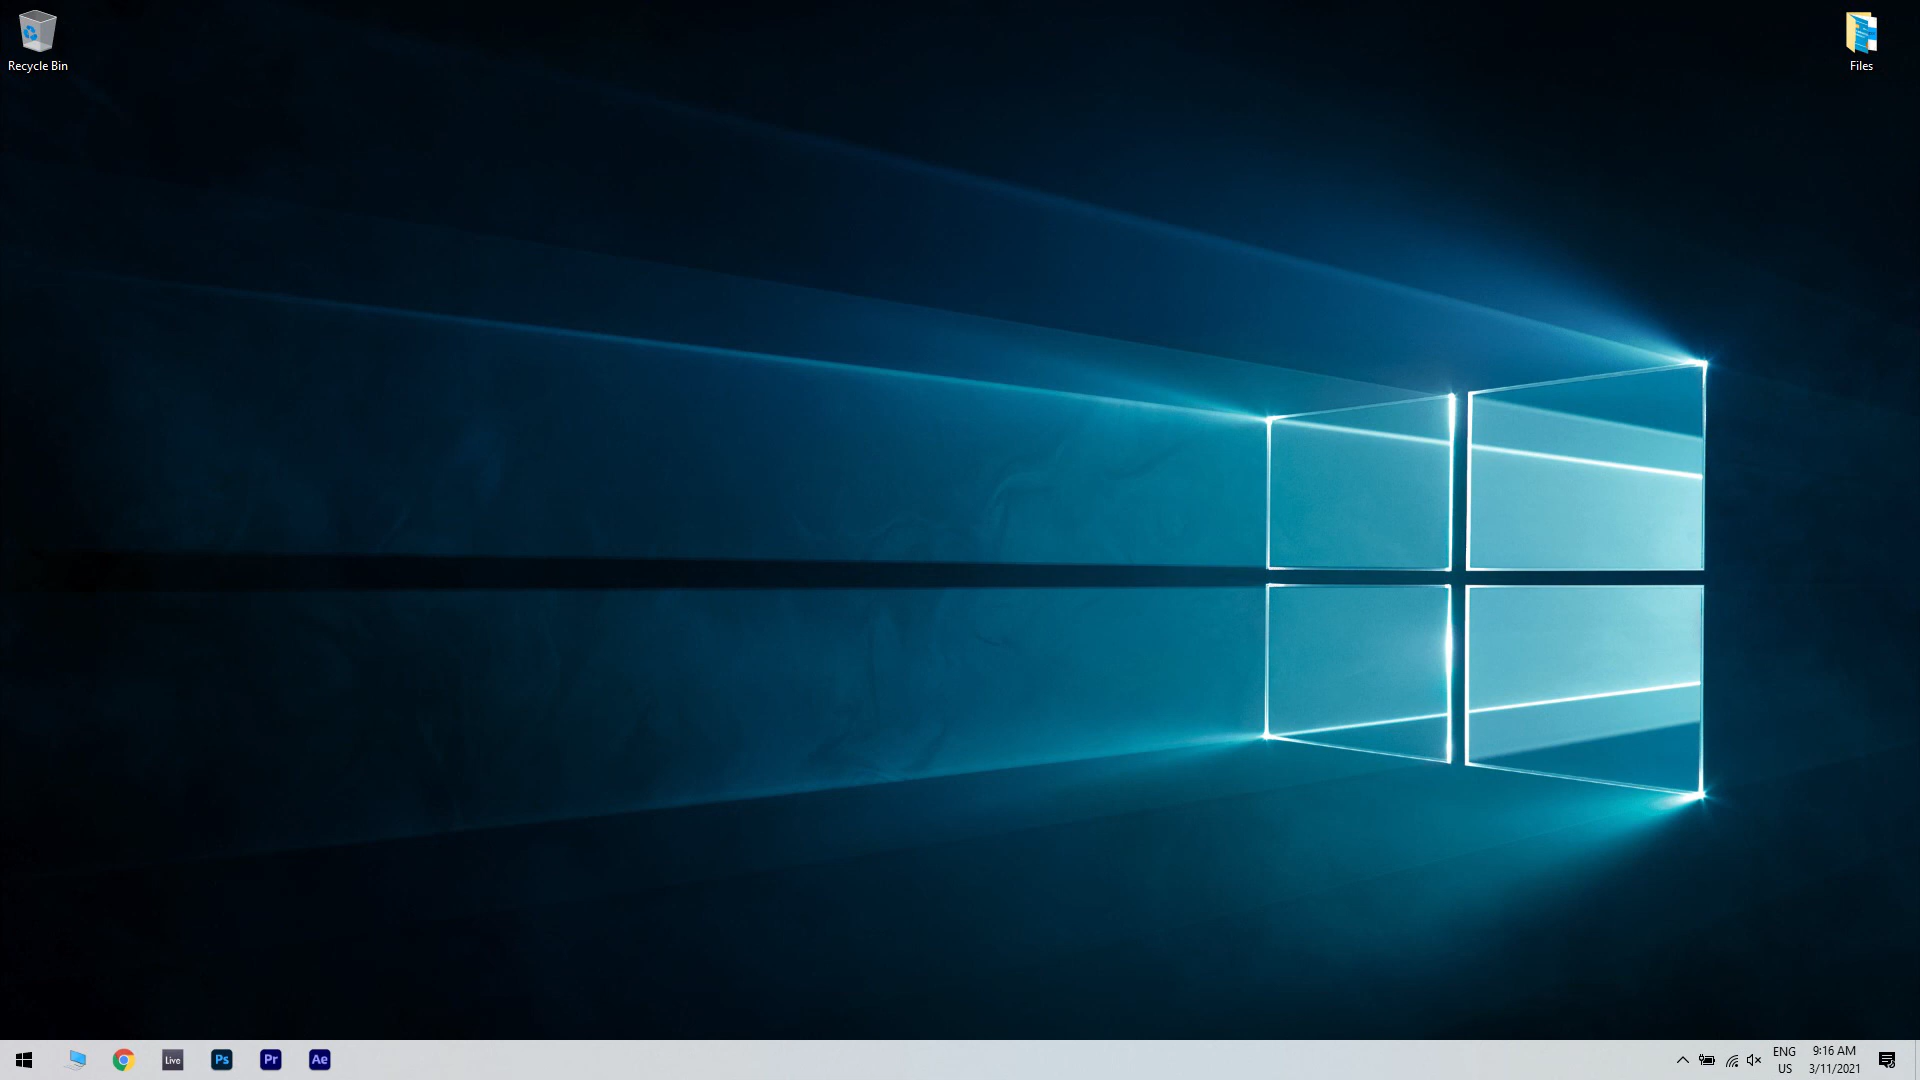 Recycle Bin
Files
Live
Ps
Pr
Ae
ENG
US
9:16 AM
3/11/2021